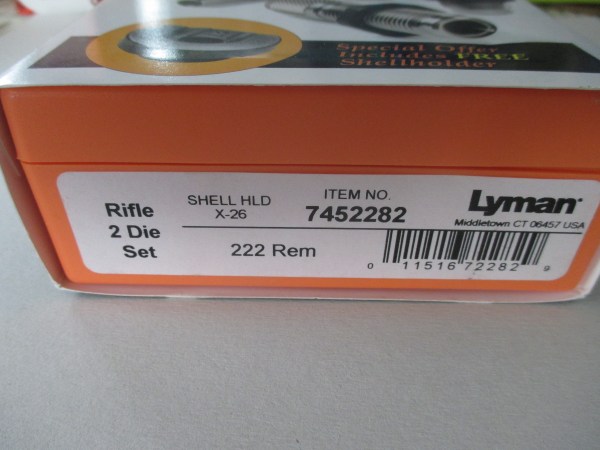 Special Offer
Includes FREE
Shellholder
Rifle
2 Die
Set
SHELL HLD
X-26
222 Rem
ITEM NO.
7452282
Lyman
Middletown CT 06457 USA
0 11516 72282 9